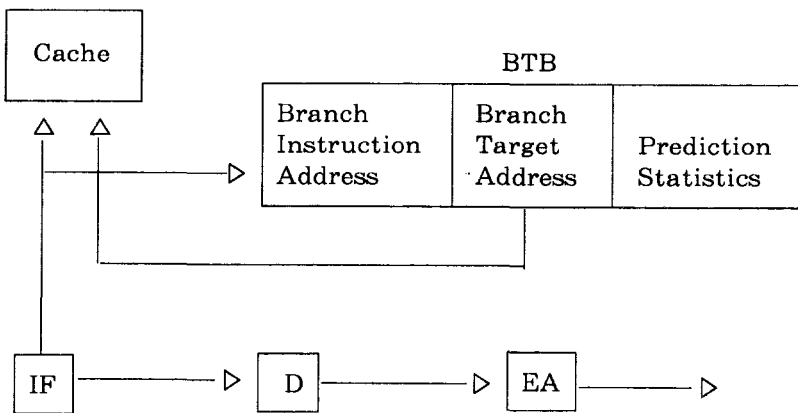 Cache
BTB
Branch
Instruction
Address
Branch
Target
Address
Prediction
Statistics
IF
D
EA